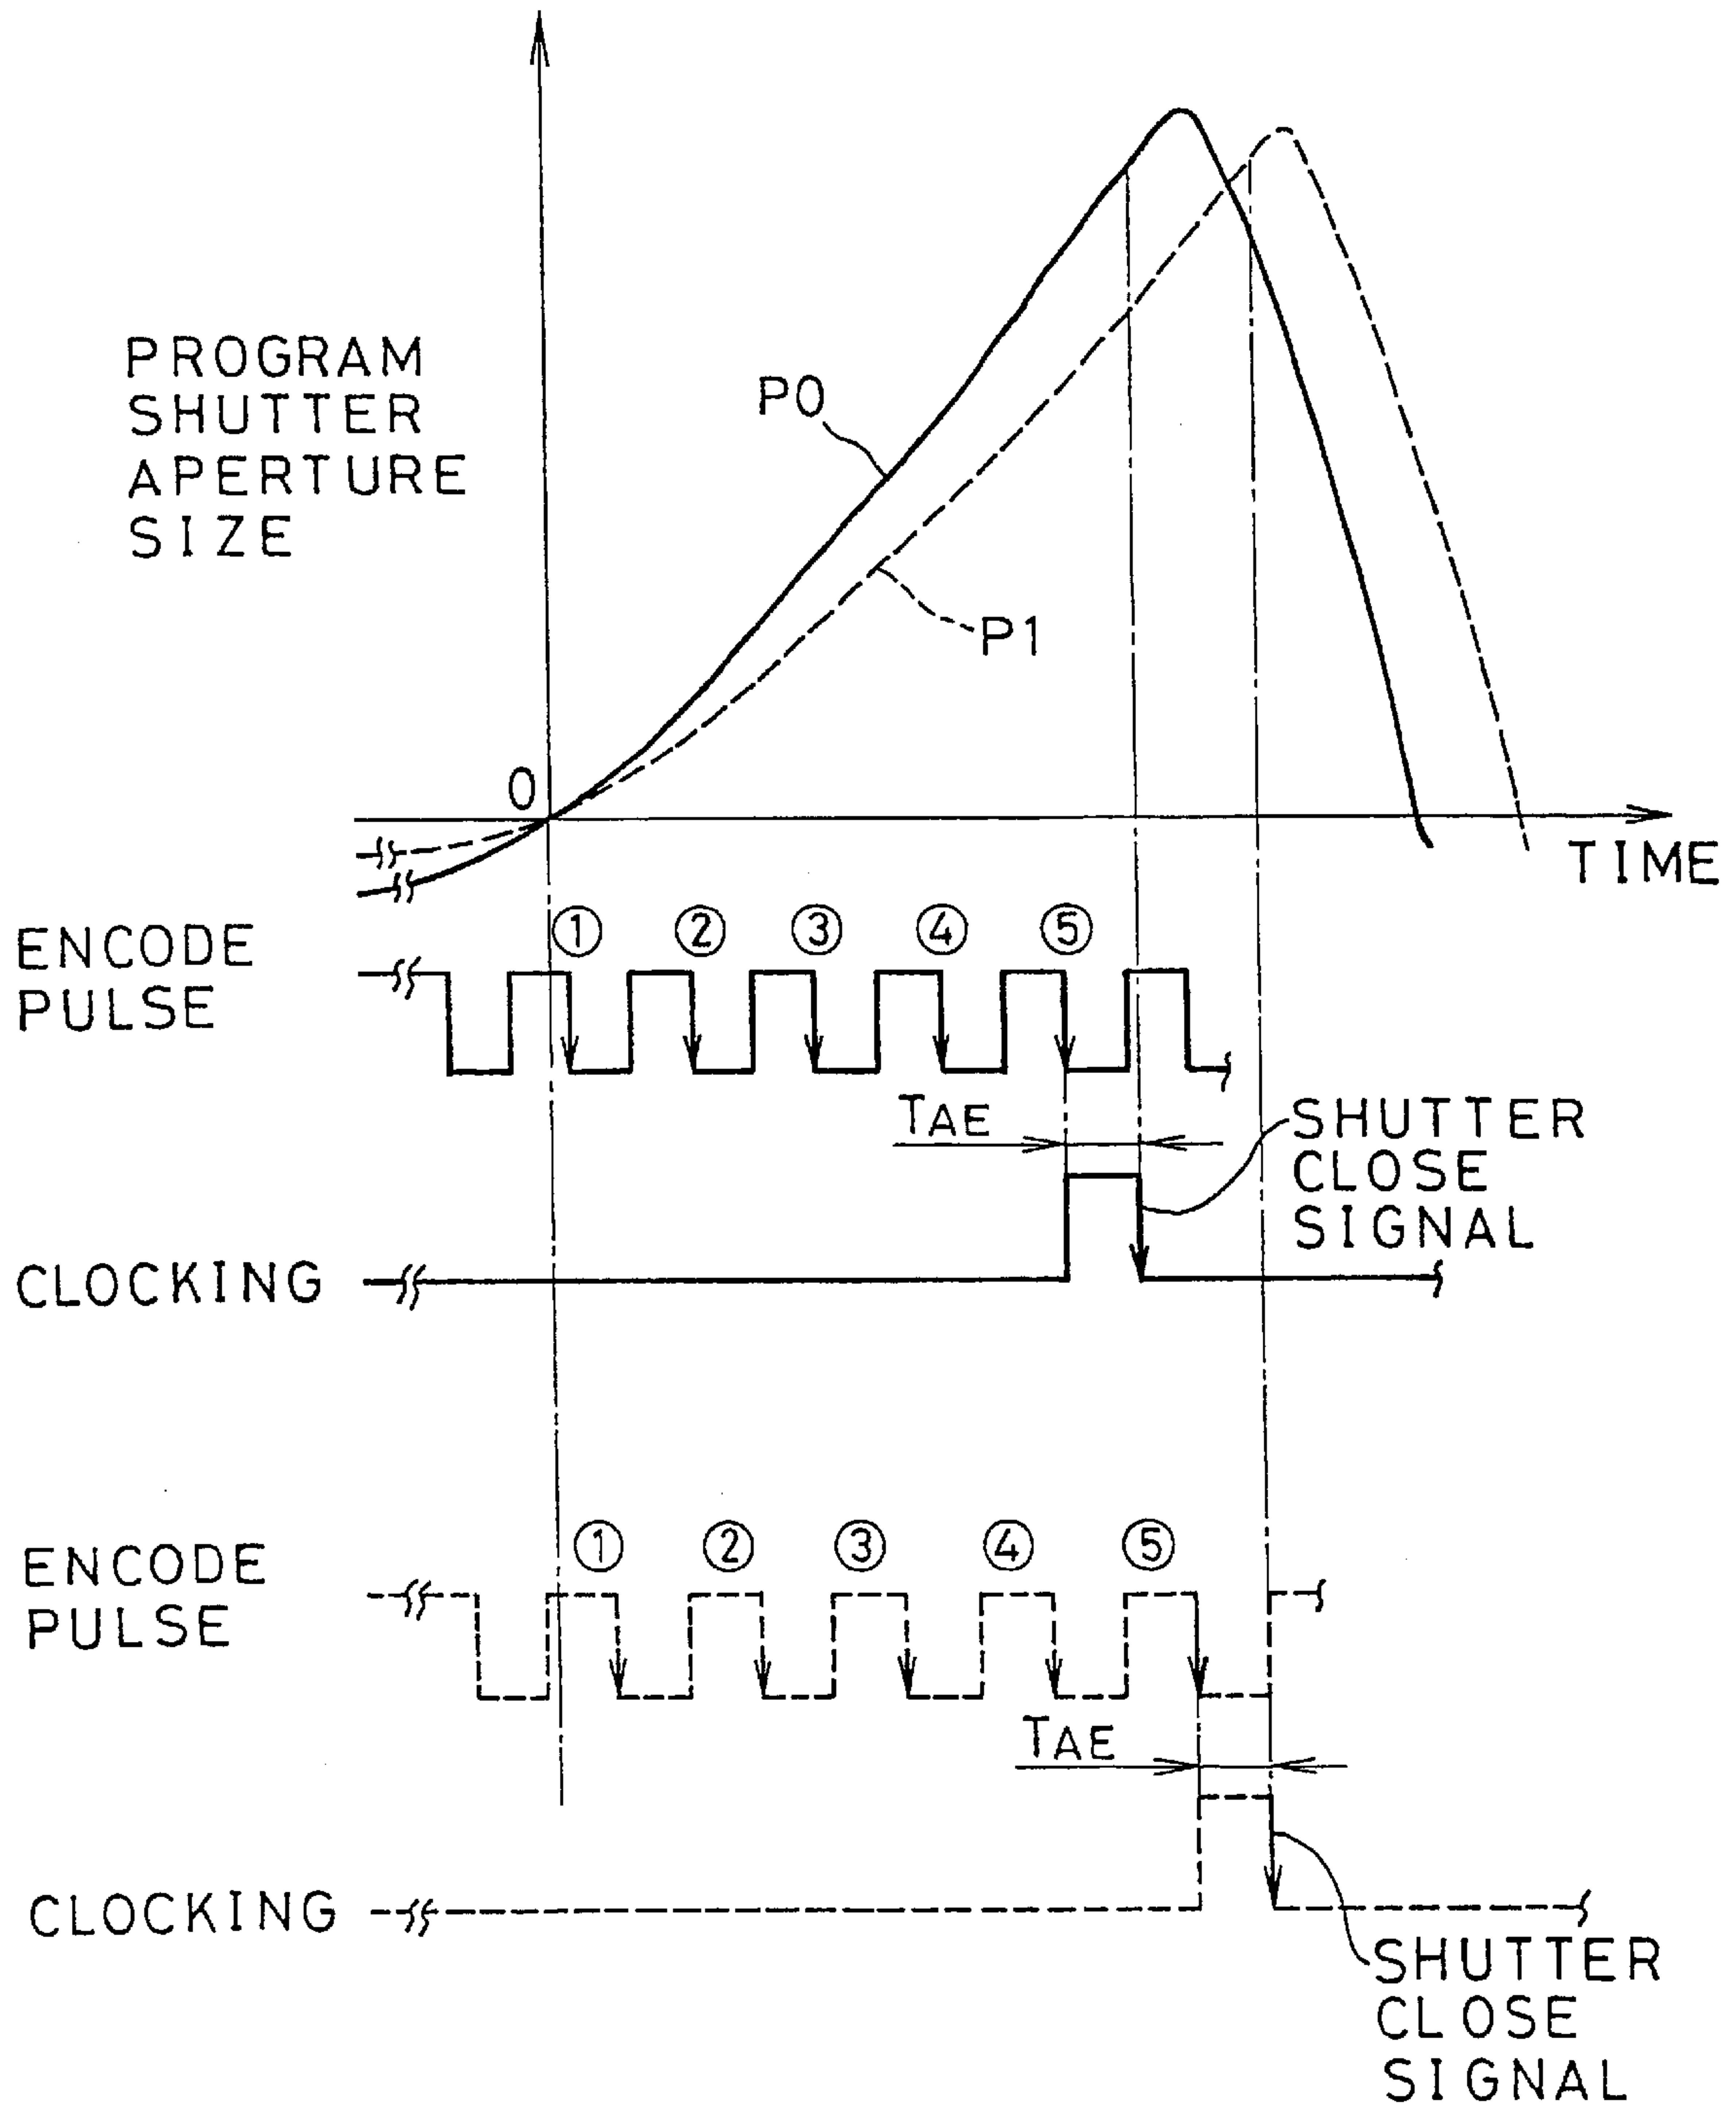 PROGRAM
SHUTTER
APERTURE
SIZE
P0
P1
0
TIME
ENCODE
PULSE
① ② ③ ④ ⑤
TAE
SHUTTER
CLOSE
SIGNAL
CLOCKING
ENCODE
PULSE
① ② ③ ④ ⑤
TAE
CLOCKING
SHUTTER
CLOSE
SIGNAL